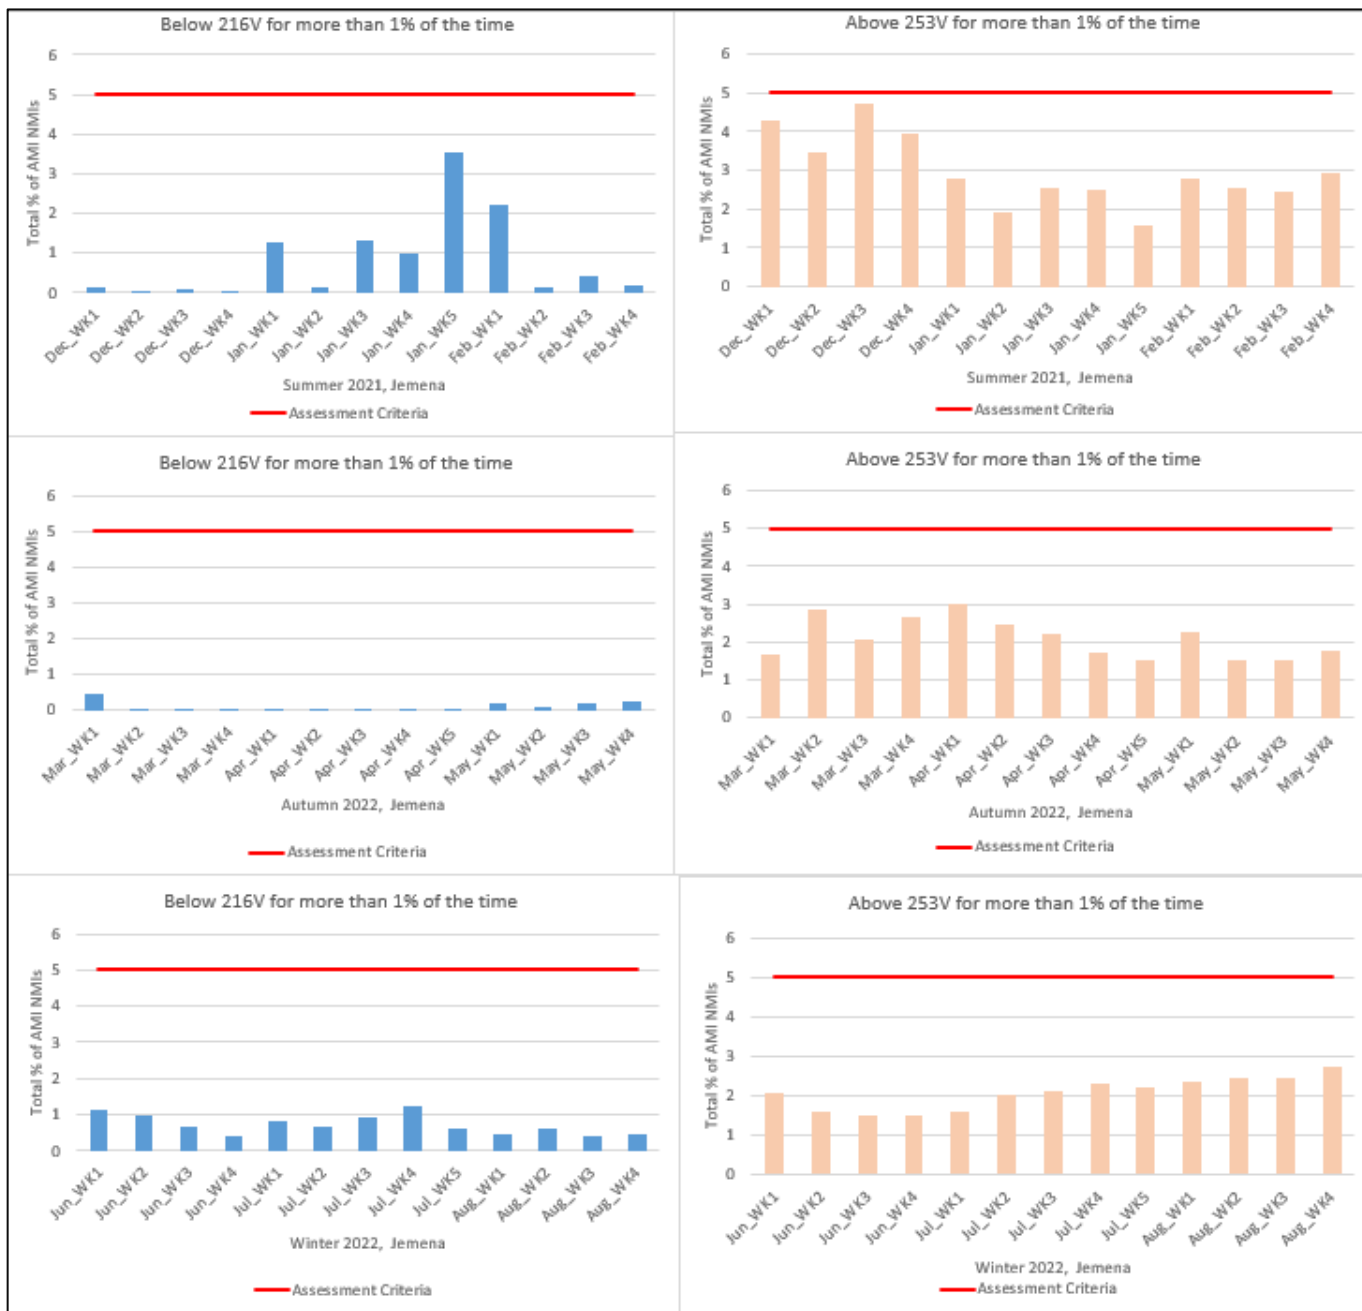 Below 216V for more than 1% of the time
Total % of AMI NMIs
6
5
4
3
2
1
0
Dec_WK1
Dec_WK2
Dec_WK3
Dec_WK4
Jan_WK1
Jan_WK2
Jan_WK3
Jan_WK4
Jan_WK5
Feb_WK1
Feb_WK2
Feb_WK3
Feb_WK4
Summer 2021, Jemena
Assessment Criteria
Above 253V for more than 1% of the time
Total % of AMI NMIs
6
5
4
3
2
1
0
Dec_WK1
Dec_WK2
Dec_WK3
Dec_WK4
Jan_WK1
Jan_WK2
Jan_WK3
Jan_WK4
Jan_WK5
Feb_WK1
Feb_WK2
Feb_WK3
Feb_WK4
Summer 2021, Jemena
Assessment Criteria
Below 216V for more than 1% of the time
Total % of AMI NMIs
6
5
4
3
2
1
0
Mar_WK1
Mar_WK2
Mar_WK3
Mar_WK4
Apr_WK1
Apr_WK2
Apr_WK3
Apr_WK4
Apr_WK5
May_WK1
May_WK2
May_WK3
May_WK4
Autumn 2022, Jemena
Assessment Criteria
Above 253V for more than 1% of the time
Total % of AMI NMIs
6
5
4
3
2
1
0
Mar_WK1
Mar_WK2
Mar_WK3
Mar_WK4
Apr_WK1
Apr_WK2
Apr_WK3
Apr_WK4
Apr_WK5
May_WK1
May_WK2
May_WK3
May_WK4
Autumn 2022, Jemena
Assessment Criteria
Below 216V for more than 1% of the time
Total % of AMI NMIs
6
5
4
3
2
1
0
Jun_WK1
Jun_WK2
Jun_WK3
Jun_WK4
Jul_WK1
Jul_WK2
Jul_WK3
Jul_WK4
Jul_WK5
Aug_WK1
Aug_WK2
Aug_WK3
Aug_WK4
Winter 2022, Jemena
Assessment Criteria
Above 253V for more than 1% of the time
Total % of AMI NMIs
6
5
4
3
2
1
0
Jun_WK1
Jun_WK2
Jun_WK3
Jun_WK4
Jul_WK1
Jul_WK2
Jul_WK3
Jul_WK4
Jul_WK5
Aug_WK1
Aug_WK2
Aug_WK3
Aug_WK4
Winter 2022, Jemena
Assessment Criteria